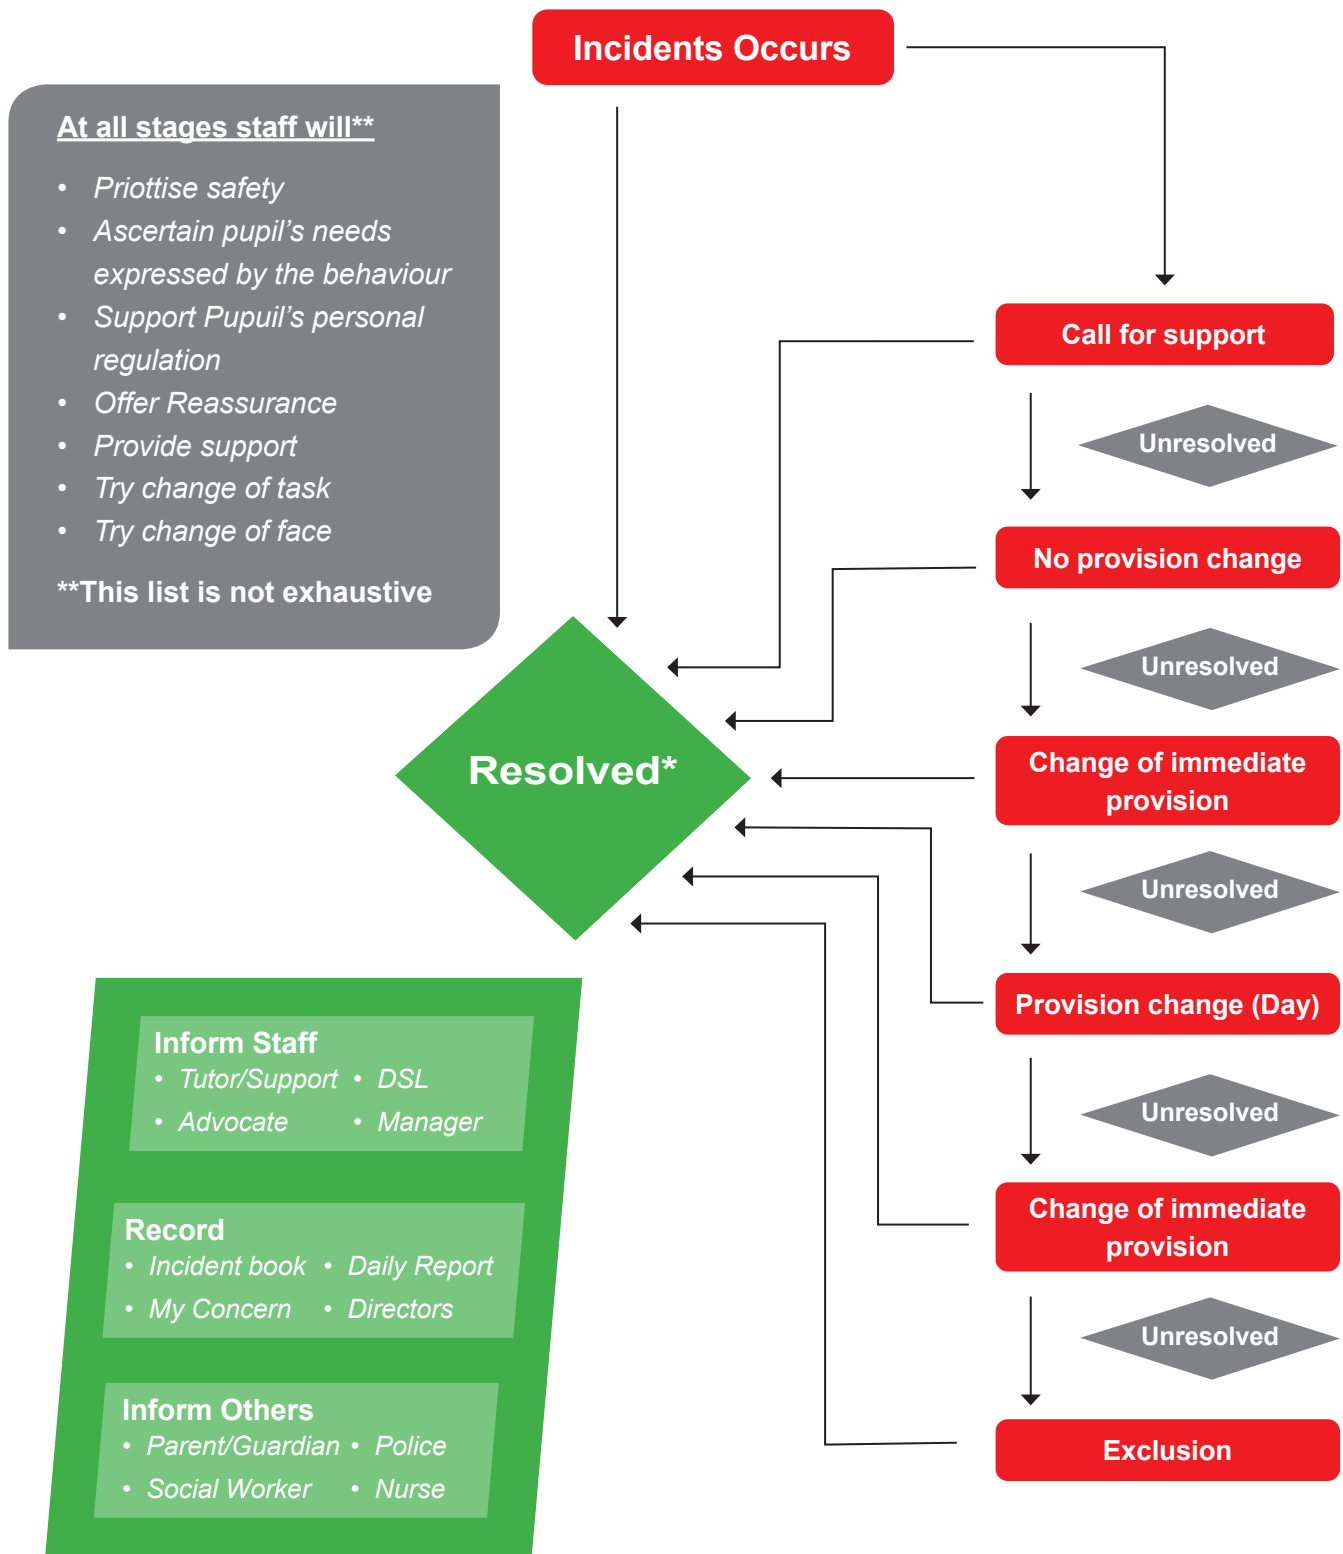 Incidents Occurs
At all stages staff will**
• Priottise safety
• Ascertain pupil’s needs
expressed by the behaviour
• Support Pupuil’s personal
regulation
• Offer Reassurance
• Provide support
• Try change of task
• Try change of face
**This list is not exhaustive
Call for support
Unresolved
No provision change
Unresolved
Change of immediate
provision
Unresolved
Provision change (Day)
Unresolved
Change of immediate
provision
Unresolved
Exclusion
Resolved*
Inform Staff
• Tutor/Support • DSL
• Advocate • Manager
Record
• Incident book • Daily Report
• My Concern • Directors
Inform Others
• Parent/Guardian • Police
• Social Worker • Nurse